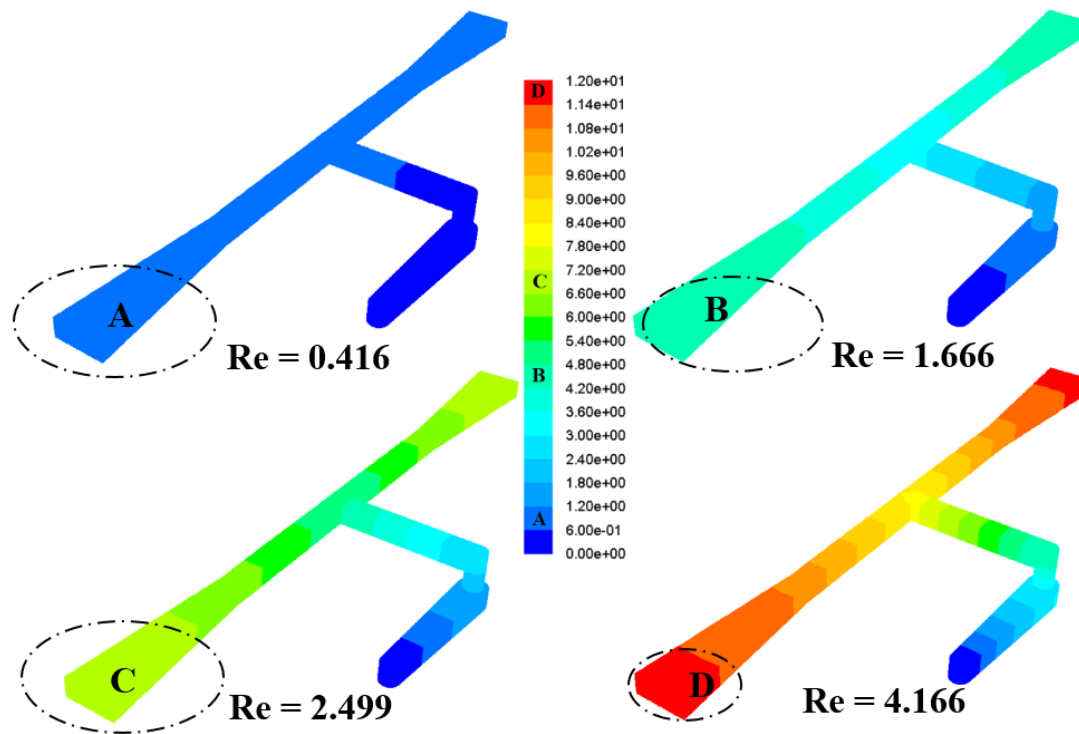 A
Re = 0.416
B
Re = 1.666
D
C
B
A
1.20e+01
1.14e+01
1.08e+01
1.02e+01
9.60e+00
9.00e+00
8.40e+00
7.80e+00
7.20e+00
6.60e+00
6.00e+00
5.40e+00
4.80e+00
4.20e+00
3.60e+00
3.00e+00
2.40e+00
1.80e+00
1.20e+00
6.00e-01
0.00e+00
C
Re = 2.499
D
Re = 4.166